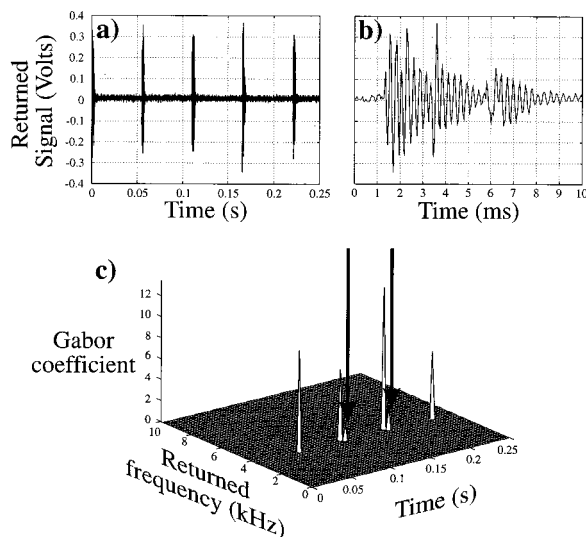 a)
Returned
Signal (Volts)
0.4
0.3
0.2
0.1
0
-0.1
-0.2
-0.3
-0.4
0 0.05 0.1 0.15 0.2 0.25
Time (s)
b)
0 1 2 3 4 5 6 7 8 9 10
Time (ms)
c)
Gabor
coefficient
12
10
8
6
4
2
0
10 8 6 4 2 0
Returned
frequency (kHz)
0 0.05 0.1 0.15 0.2 0.25
Time (s)